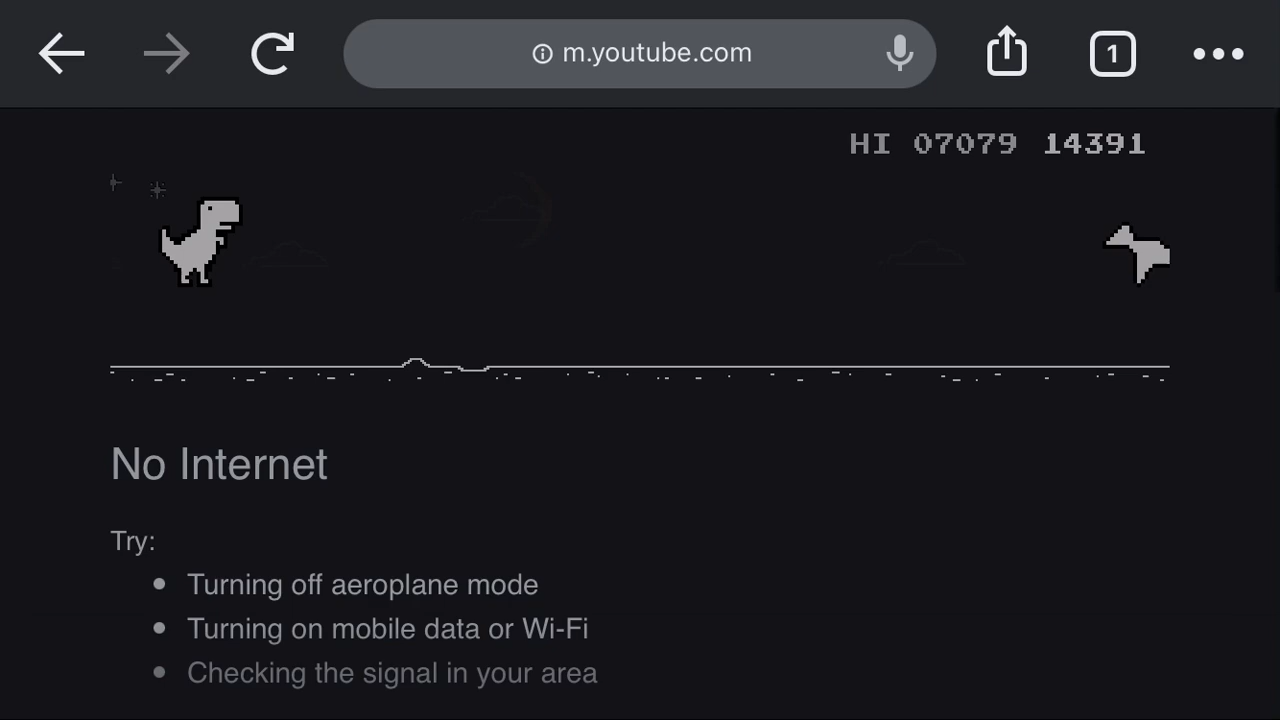 m.youtube.com
1
HI 07079 14391
No Internet
Try:
Turning off aeroplane mode
Turning on mobile data or Wi-Fi
Checking the signal in your area